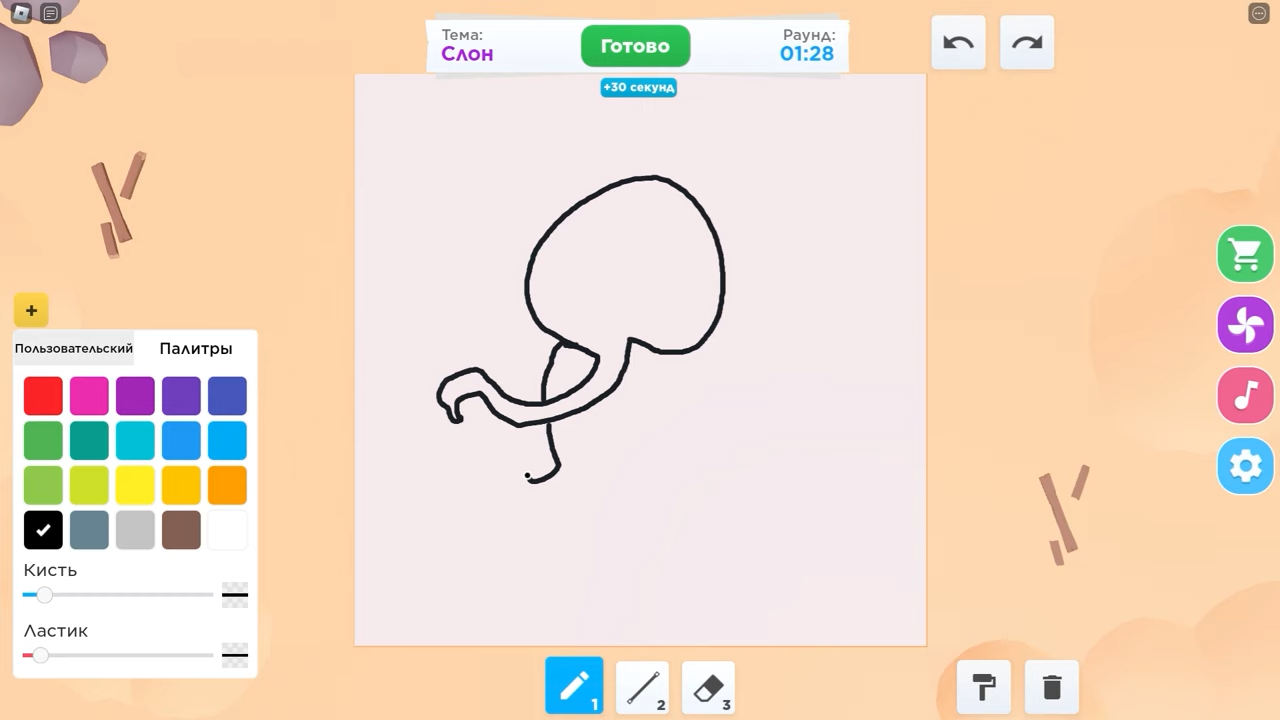 Тема:
Слон
Готово
Раунд:
01:28
+30 секунд
+
Пользовательский
Палитры
Кисть
Ластик
1
2
3